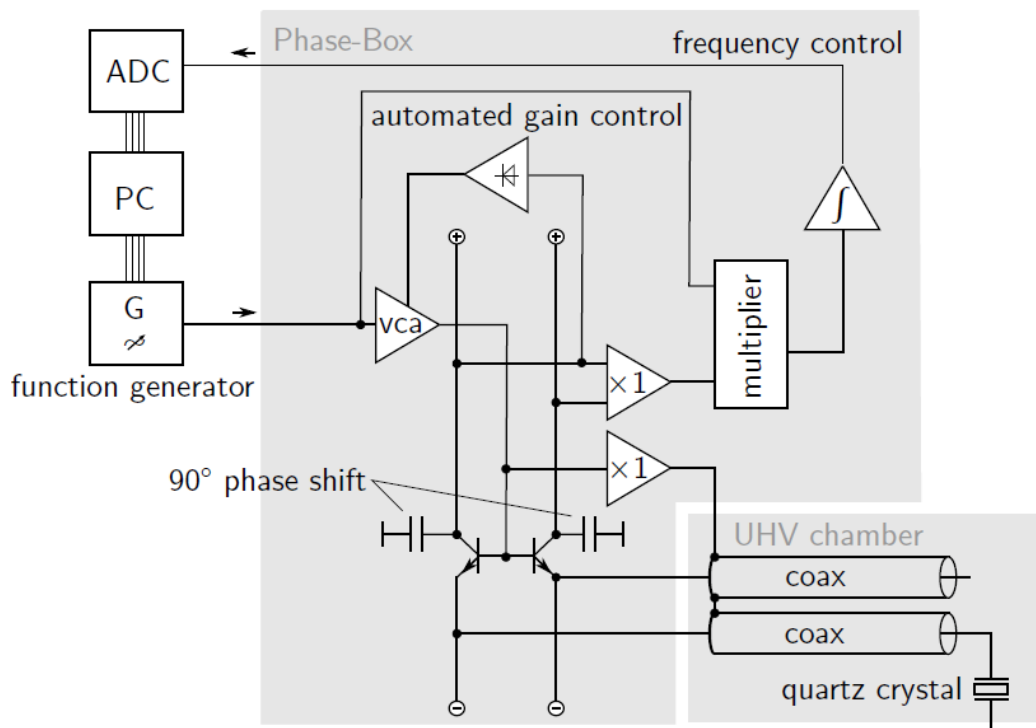 Phase-Box
frequency control
ADC
automated gain control
PC
G
vca
multiplier
∫
function generator
×1
×1
90° phase shift
UHV chamber
coax
coax
quartz crystal